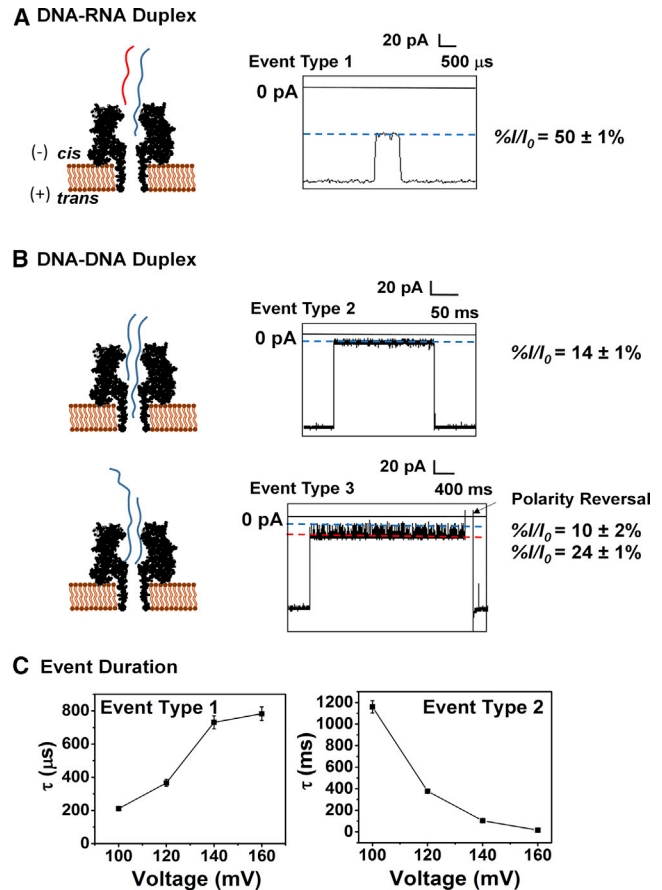 A DNA-RNA Duplex
20 pA
Event Type 1 500 µs
0 pA
%I/I0 = 50 ± 1%
(-) cis
(+) trans
B DNA-DNA Duplex
20 pA
Event Type 2 50 ms
0 pA
%I/I0 = 14 ± 1%
20 pA
Event Type 3 400 ms
Polarity Reversal
0 pA
%I/I0 = 10 ± 2%
%I/I0 = 24 ± 1%
C Event Duration
Event Type 1
τ (µs)
800
600
400
200
0
100 120 140 160
Voltage (mV)
Event Type 2
τ (ms)
1200
1000
800
600
400
200
0
100 120 140 160
Voltage (mV)